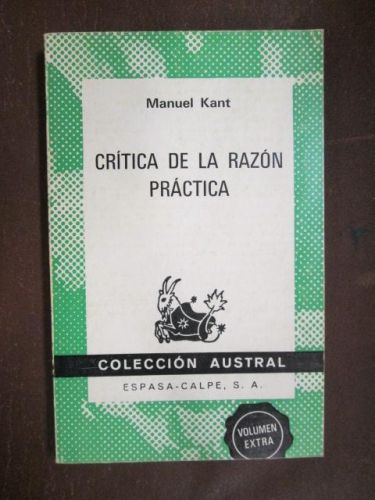 Manuel Kant
CRÍTICA DE LA RAZÓN
PRÁCTICA
COLECCIÓN AUSTRAL
ESPASA-CALPE, S. A.
VOLUMEN
EXTRA